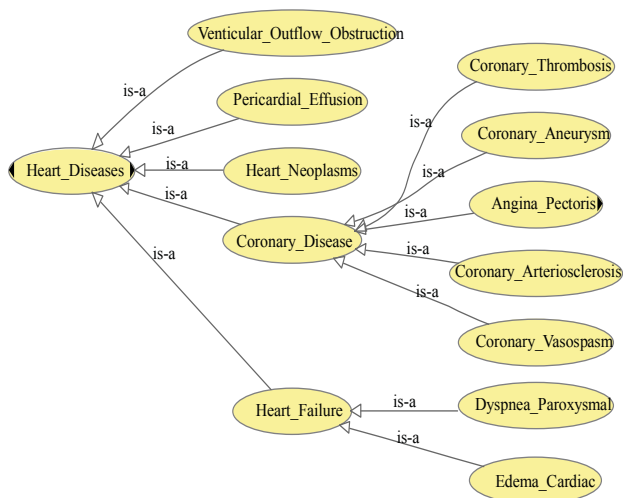 Venticular_Outflow_Obstruction
Coronary_Thrombosis
is-a
Pericardial_Effusion
is-a
is-a
Coronary_Aneurysm
Heart_Diseases
is-a
Heart_Neoplasms
is-a
is-a
Angina_Pectoris
is-a
Coronary_Disease
is-a
is-a
Coronary_Arteriosclerosis
is-a
Coronary_Vasospasm
Heart_Failure
is-a
Dyspnea_Paroxysmal
is-a
Edema_Cardiac